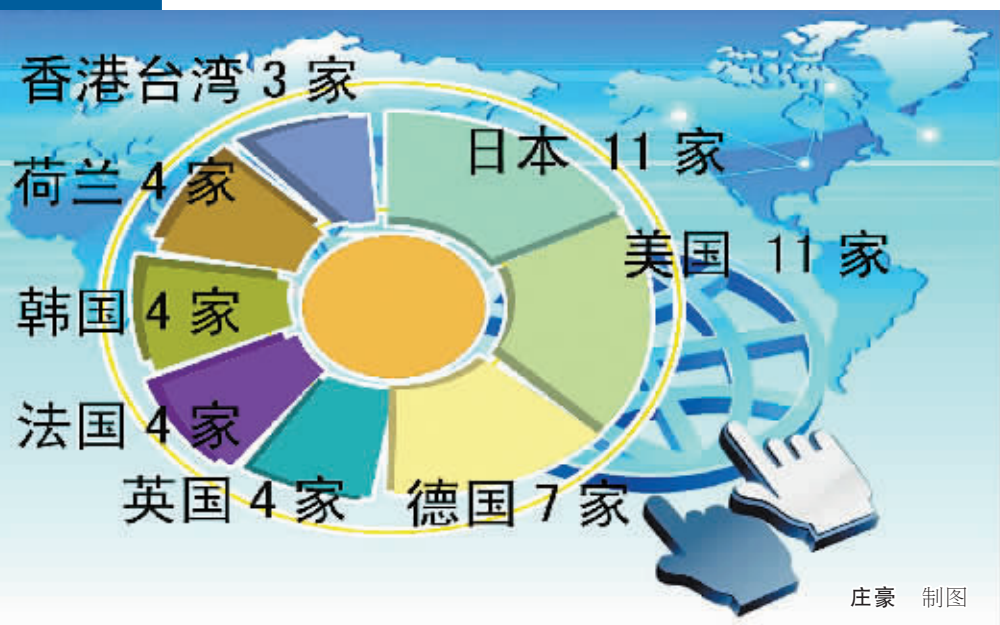 香港台湾 3 家
日本 11 家
荷兰 4 家
美国 11 家
韩国 4 家
法国 4 家
英国 4 家
德国 7 家
庄豪 制图